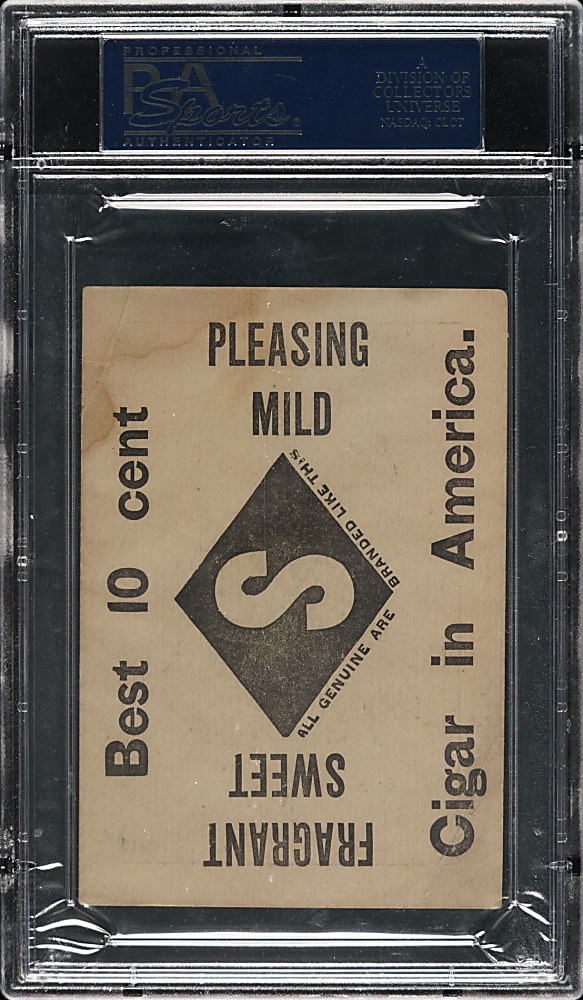 PROFESSIONAL
PSA
Sports.
AUTHENTICATOR
A
DIVISION OF
COLLECTORS
UNIVERSE
NASDAQ: CLCT
PLEASING
MILD
Best 10 cent
S
ALL GENUINE ARE BRANDED LIKE THIS
Cigar in America.
SWEET
FRAGRANT